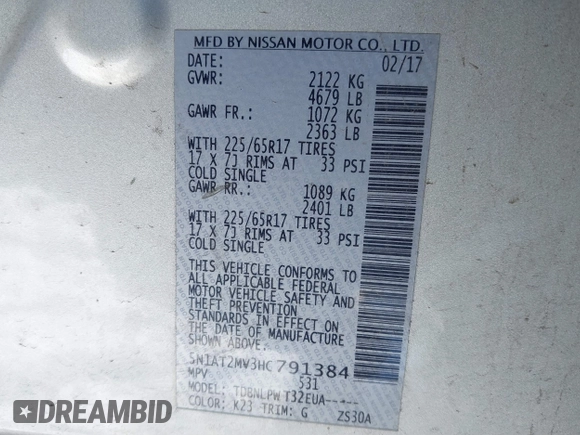 MFD BY NISSAN MOTOR CO., LTD.
DATE: 02/17
GVWR: 2122 KG
4679 LB
GAWR FR.: 1072 KG
2363 LB
WITH 225/65R17 TIRES
17 X 7J RIMS AT 33 PSI
COLD SINGLE
GAWR RR.: 1089 KG
2401 LB
WITH 225/65R17 TIRES
17 X 7J RIMS AT 33 PSI
COLD SINGLE
THIS VEHICLE CONFORMS TO
ALL APPLICABLE FEDERAL
MOTOR VEHICLE SAFETY AND
THEFT PREVENTION
STANDARDS IN EFFECT ON
THE DATE OF MANUFACTURE
SHOWN ABOVE.
5N1AT2MV3HC791384
MPV 531
MODEL: TDBNLPW T32EUA-----
COLOR: K23 TRIM: G ZS30A
DREAMBID
dreambid.com